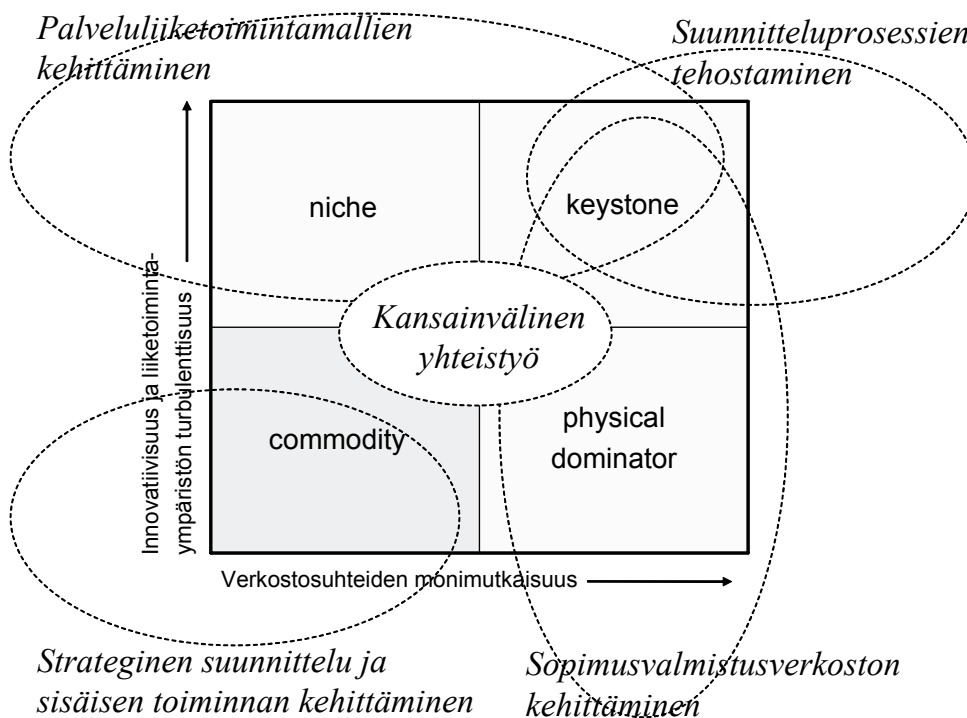 Palveluliiketoimintamallien
kehittäminen
Suunnitteluprosessien
tehostaminen
niche
keystone
Kansainvälinen
yhteistyö
Innovatiivisuus ja liiketoiminta-
ympäristön turbulenttisuus
commodity
physical
dominator
Verkostosuhteiden monimutkaisuus
Strateginen suunnittelu ja
sisäisen toiminnan kehittäminen
Sopimusvalmistusverkoston
kehittäminen